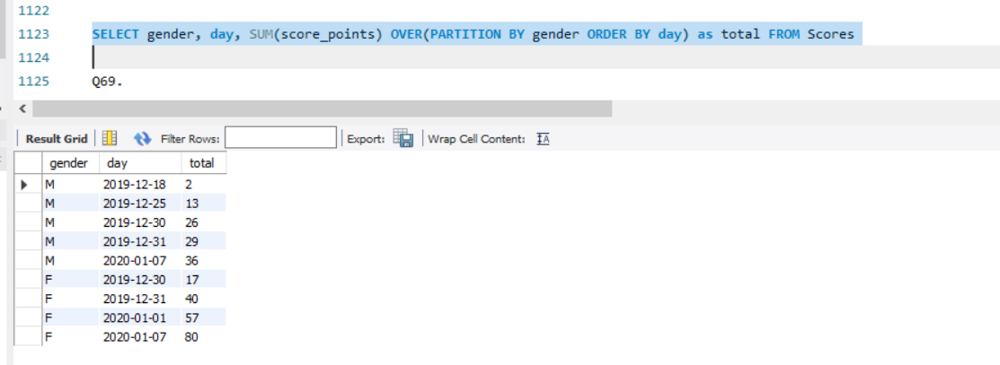 1122
1123 SELECT gender, day, SUM(score_points) OVER(PARTITION BY gender ORDER BY day) as total FROM Scores
1124
1125 Q69.
Result Grid Filter Rows: Export: Wrap Cell Content:
gender day total
M 2019-12-18 2
M 2019-12-25 13
M 2019-12-30 26
M 2019-12-31 29
M 2020-01-07 36
F 2019-12-30 17
F 2019-12-31 40
F 2020-01-01 57
F 2020-01-07 80